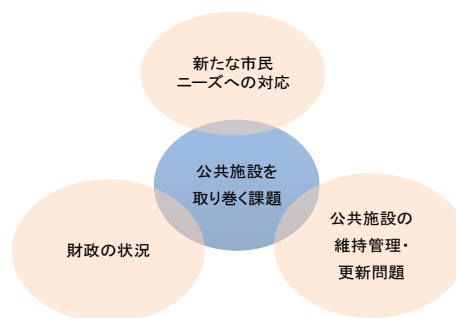 新たな市民
ニーズへの対応
公共施設を
取り巻く課題
財政の状況
公共施設の
維持管理・
更新問題